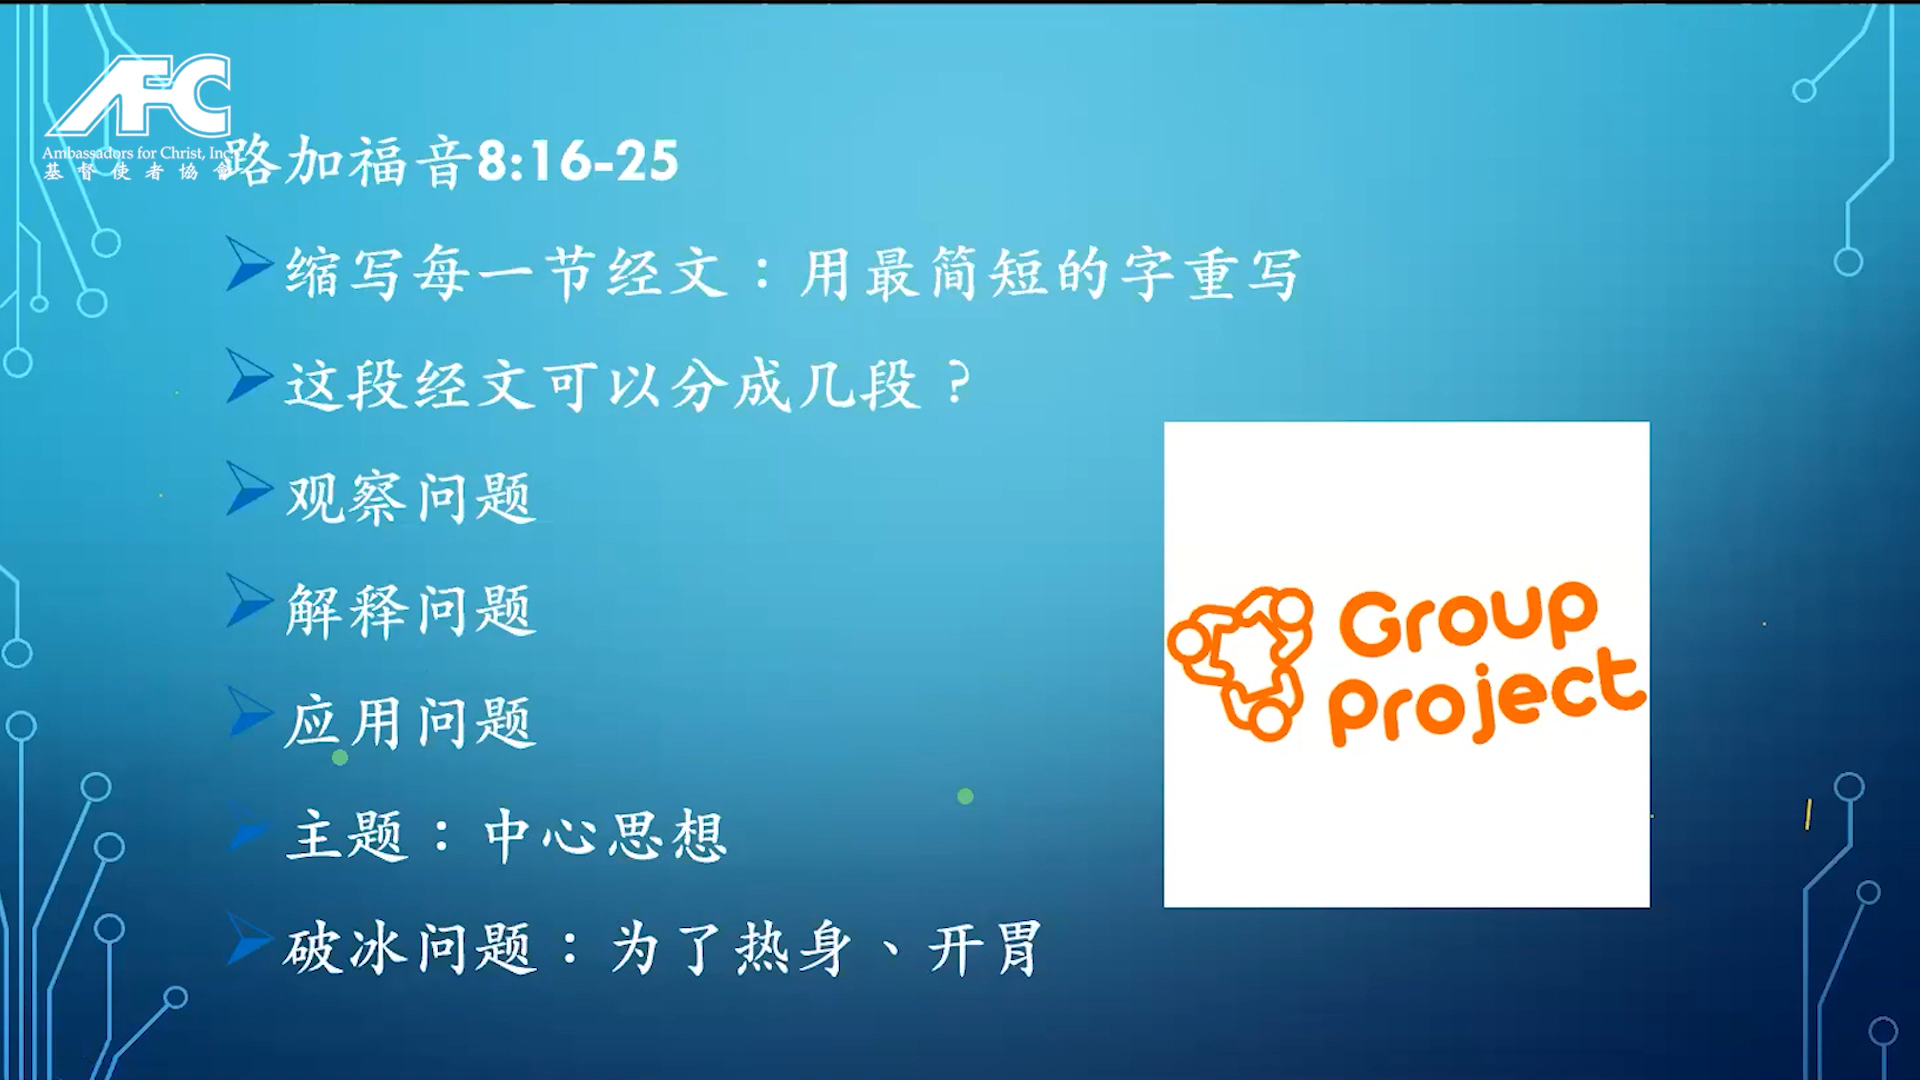 AFC
Ambassadors for Christ, Inc.
基督使者協會
路加福音8:16-25
缩写每一节经文：用最简短的字重写
这段经文可以分成几段？
观察问题
解释问题
应用问题
主题：中心思想
破冰问题：为了热身、开胃
Group
Project